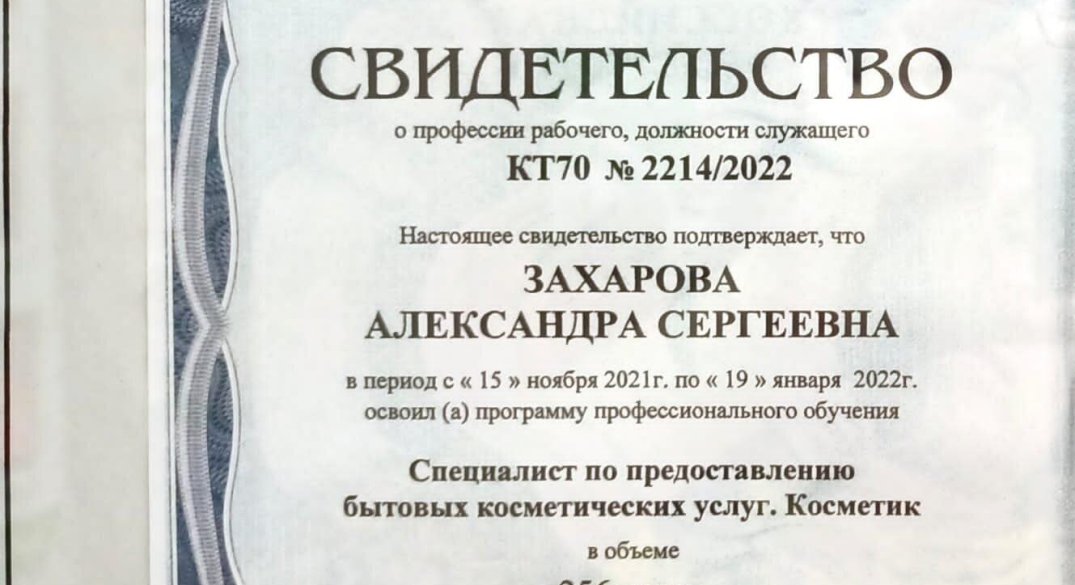 СВИДЕТЕЛЬСТВО
о профессии рабочего, должности служащего
КТ70 № 2214/2022
Настоящее свидетельство подтверждает, что
ЗАХАРОВА
АЛЕКСАНДРА СЕРГЕЕВНА
в период с « 15 » ноября 2021г. по « 19 » января 2022г.
освоил (а) программу профессионального обучения
Специалист по предоставлению
бытовых косметических услуг. Косметик
в объеме